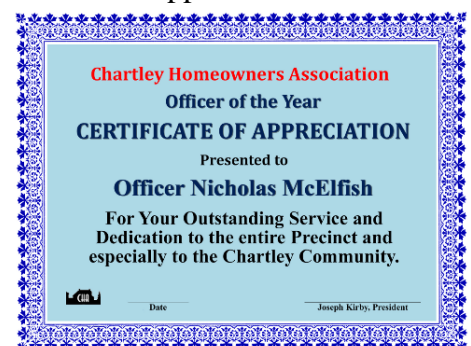 Chartley Homeowners Association
Officer of the Year
CERTIFICATE OF APPRECIATION
Presented to
Officer Nicholas McElfish
For Your Outstanding Service and
Dedication to the entire Precinct and
especially to the Chartley Community.
CHA
Date
Joseph Kirby, President